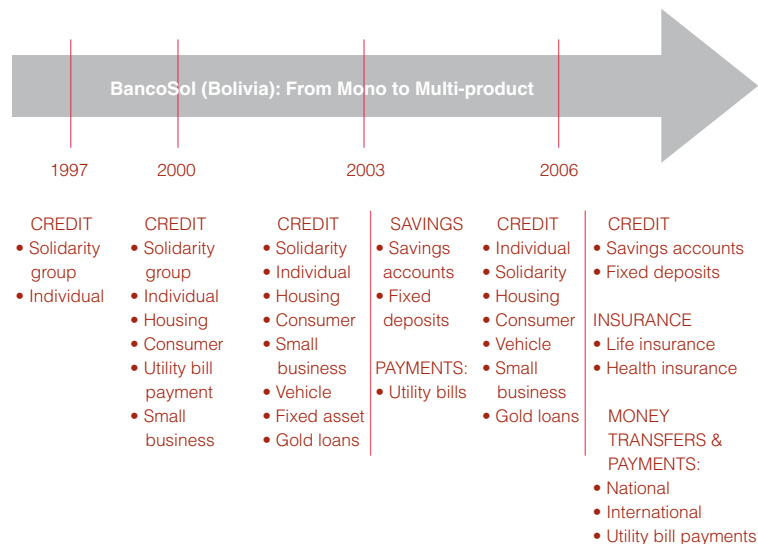 BancoSol (Bolivia): From Mono to Multi-product
1997
2000
2003
2006
CREDIT
• Solidarity
group
• Individual
CREDIT
• Solidarity
group
• Individual
• Housing
• Consumer
• Utility bill
payment
• Small
business
CREDIT
• Solidarity
• Individual
• Housing
• Consumer
• Small
business
• Vehicle
• Fixed asset
• Gold loans
SAVINGS
• Savings
accounts
• Fixed
deposits
PAYMENTS:
• Utility bills
CREDIT
• Individual
• Solidarity
• Housing
• Consumer
• Vehicle
• Small
business
• Gold loans
CREDIT
• Savings accounts
• Fixed deposits
INSURANCE
• Life insurance
• Health insurance
MONEY
TRANSFERS &
PAYMENTS:
• National
• International
• Utility bill payments